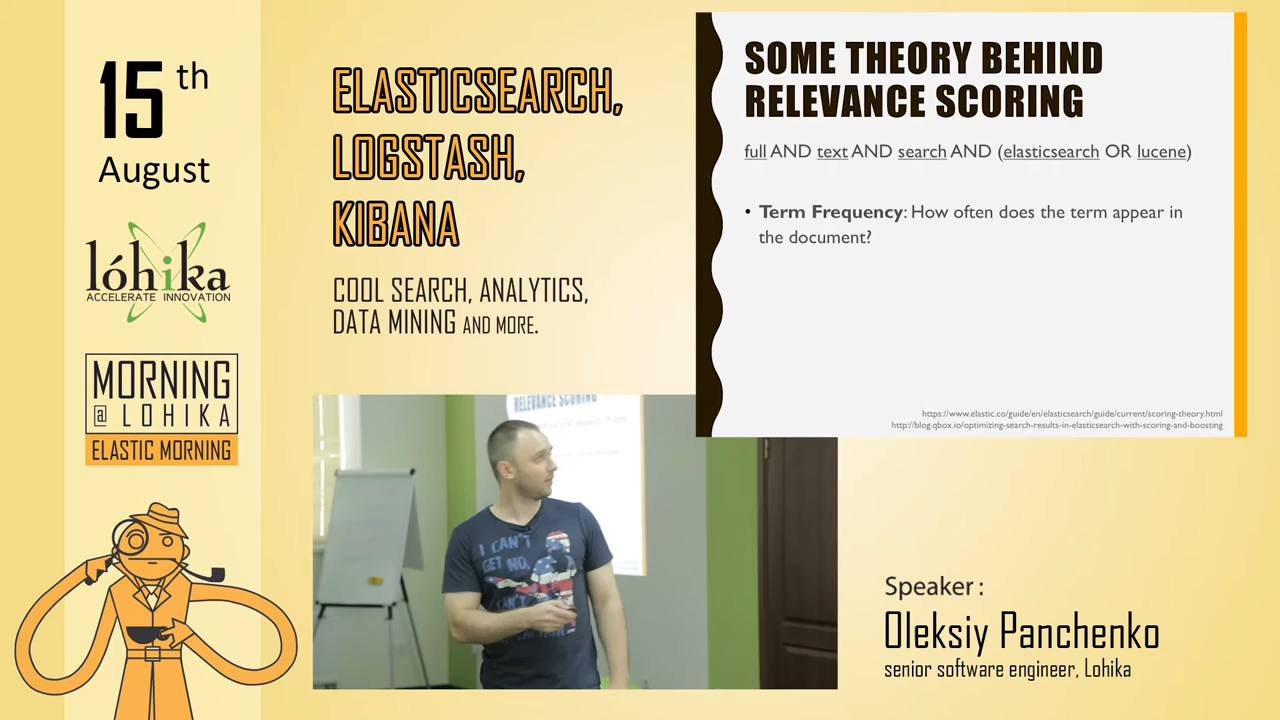 15 th
August
lóhika
ACCELERATE INNOVATION
MORNING
@ LOHIKA
ELASTIC MORNING
ELASTICSEARCH,
LOGSTASH,
KIBANA
COOL SEARCH, ANALYTICS,
DATA MINING AND MORE.
SOME THEORY BEHIND
RELEVANCE SCORING
full AND text AND search AND (elasticsearch OR lucene)
• Term Frequency: How often does the term appear in
the document?
https://www.elastic.co/guide/en/elasticsearch/guide/current/scoring-theory.html
http://blog.qbox.io/optimizing-search-results-in-elasticsearch-with-scoring-and-boosting
RELEVANCE SCORING
I CAN'T
GET NO,
I CAN'T
Speaker :
Oleksiy Panchenko
senior software engineer, Lohika